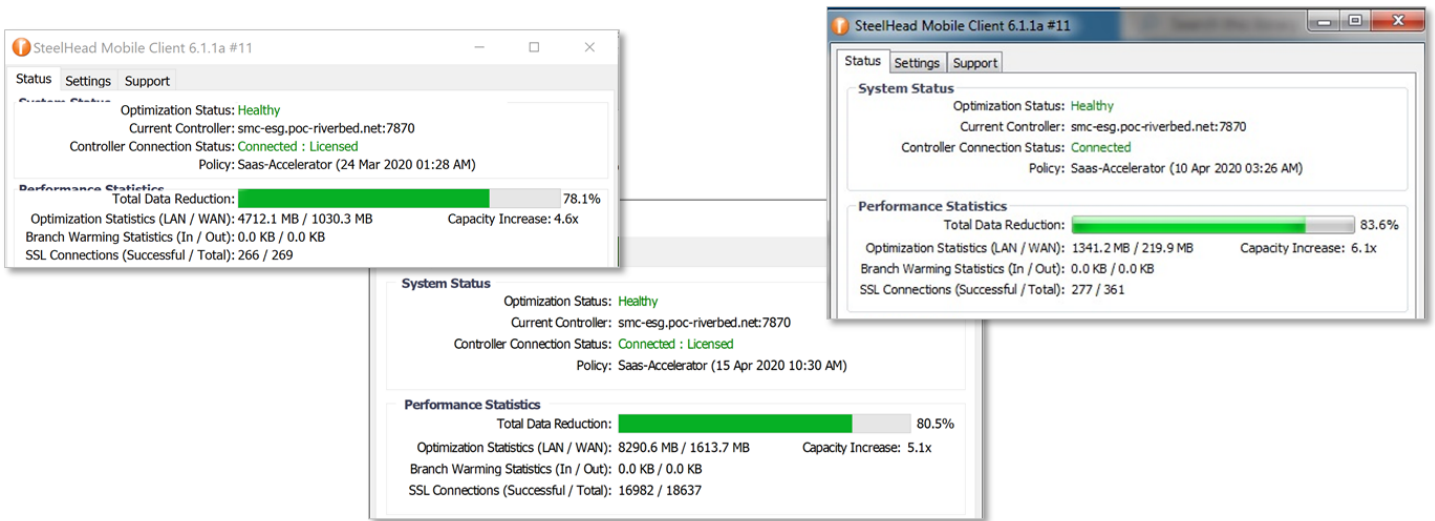 SteelHead Mobile Client 6.1.1a #11
Status Settings Support
System Status
Optimization Status: Healthy
Current Controller: smc-esg.poc-riverbed.net:7870
Controller Connection Status: Connected : Licensed
Policy: Saas-Accelerator (24 Mar 2020 01:28 AM)
Performance Statistics
Total Data Reduction: 78.1%
Optimization Statistics (LAN / WAN): 4712.1 MB / 1030.3 MB Capacity Increase: 4.6x
Branch Warming Statistics (In / Out): 0.0 KB / 0.0 KB
SSL Connections (Successful / Total): 266 / 269
System Status
Optimization Status: Healthy
Current Controller: smc-esg.poc-riverbed.net:7870
Controller Connection Status: Connected : Licensed
Policy: Saas-Accelerator (15 Apr 2020 10:30 AM)
Performance Statistics
Total Data Reduction: 80.5%
Optimization Statistics (LAN / WAN): 8290.6 MB / 1613.7 MB Capacity Increase: 5.1x
Branch Warming Statistics (In / Out): 0.0 KB / 0.0 KB
SSL Connections (Successful / Total): 16982 / 18637
SteelHead Mobile Client 6.1.1a #11
Status Settings Support
System Status
Optimization Status: Healthy
Current Controller: smc-esg.poc-riverbed.net:7870
Controller Connection Status: Connected
Policy: Saas-Accelerator (10 Apr 2020 03:26 AM)
Performance Statistics
Total Data Reduction: 83.6%
Optimization Statistics (LAN / WAN): 1341.2 MB / 219.9 MB Capacity Increase: 6.1x
Branch Warming Statistics (In / Out): 0.0 KB / 0.0 KB
SSL Connections (Successful / Total): 277 / 361